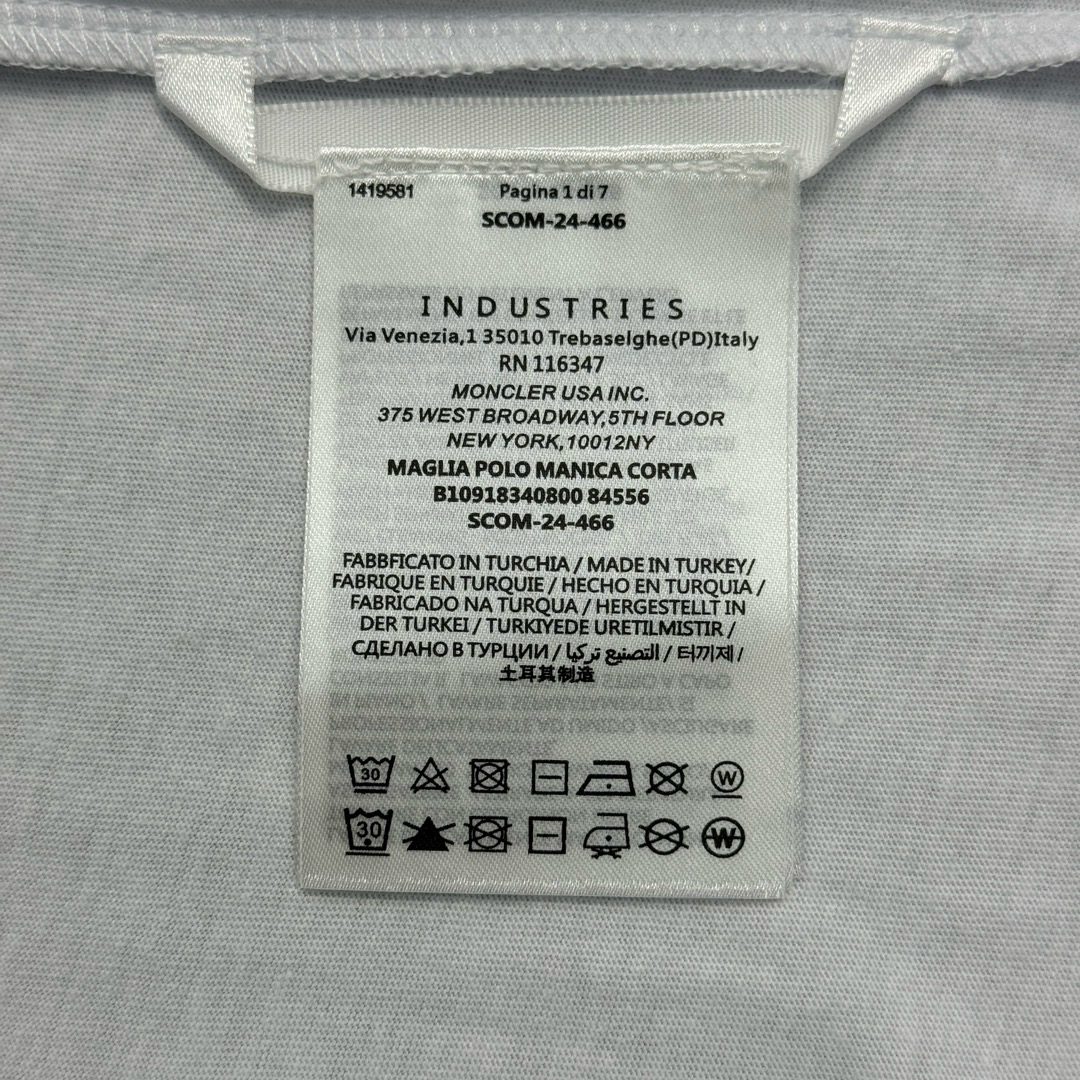 1419581 Pagina 1 di 7
SCOM-24-466
INDUSTRIES
Via Venezia,1 35010 Trebaselghe(PD)Italy
RN 116347
MONCLER USA INC.
375 WEST BROADWAY,5TH FLOOR
NEW YORK,10012NY
MAGLIA POLO MANICA CORTA
B10918340800 84556
SCOM-24-466
FABBFICATO IN TURCHIA / MADE IN TURKEY/
FABRIQUE EN TURQUIE / HECHO EN TURQUIA /
FABRICADO NA TURQUA / HERGESTELLT IN
DER TURKEI / TURKIYEDE URETILMISTIR /
СДЕЛАНО В ТУРЦИИ / التصنيع تركيا / 터끼제 /
土耳其制造
30 W
30 W